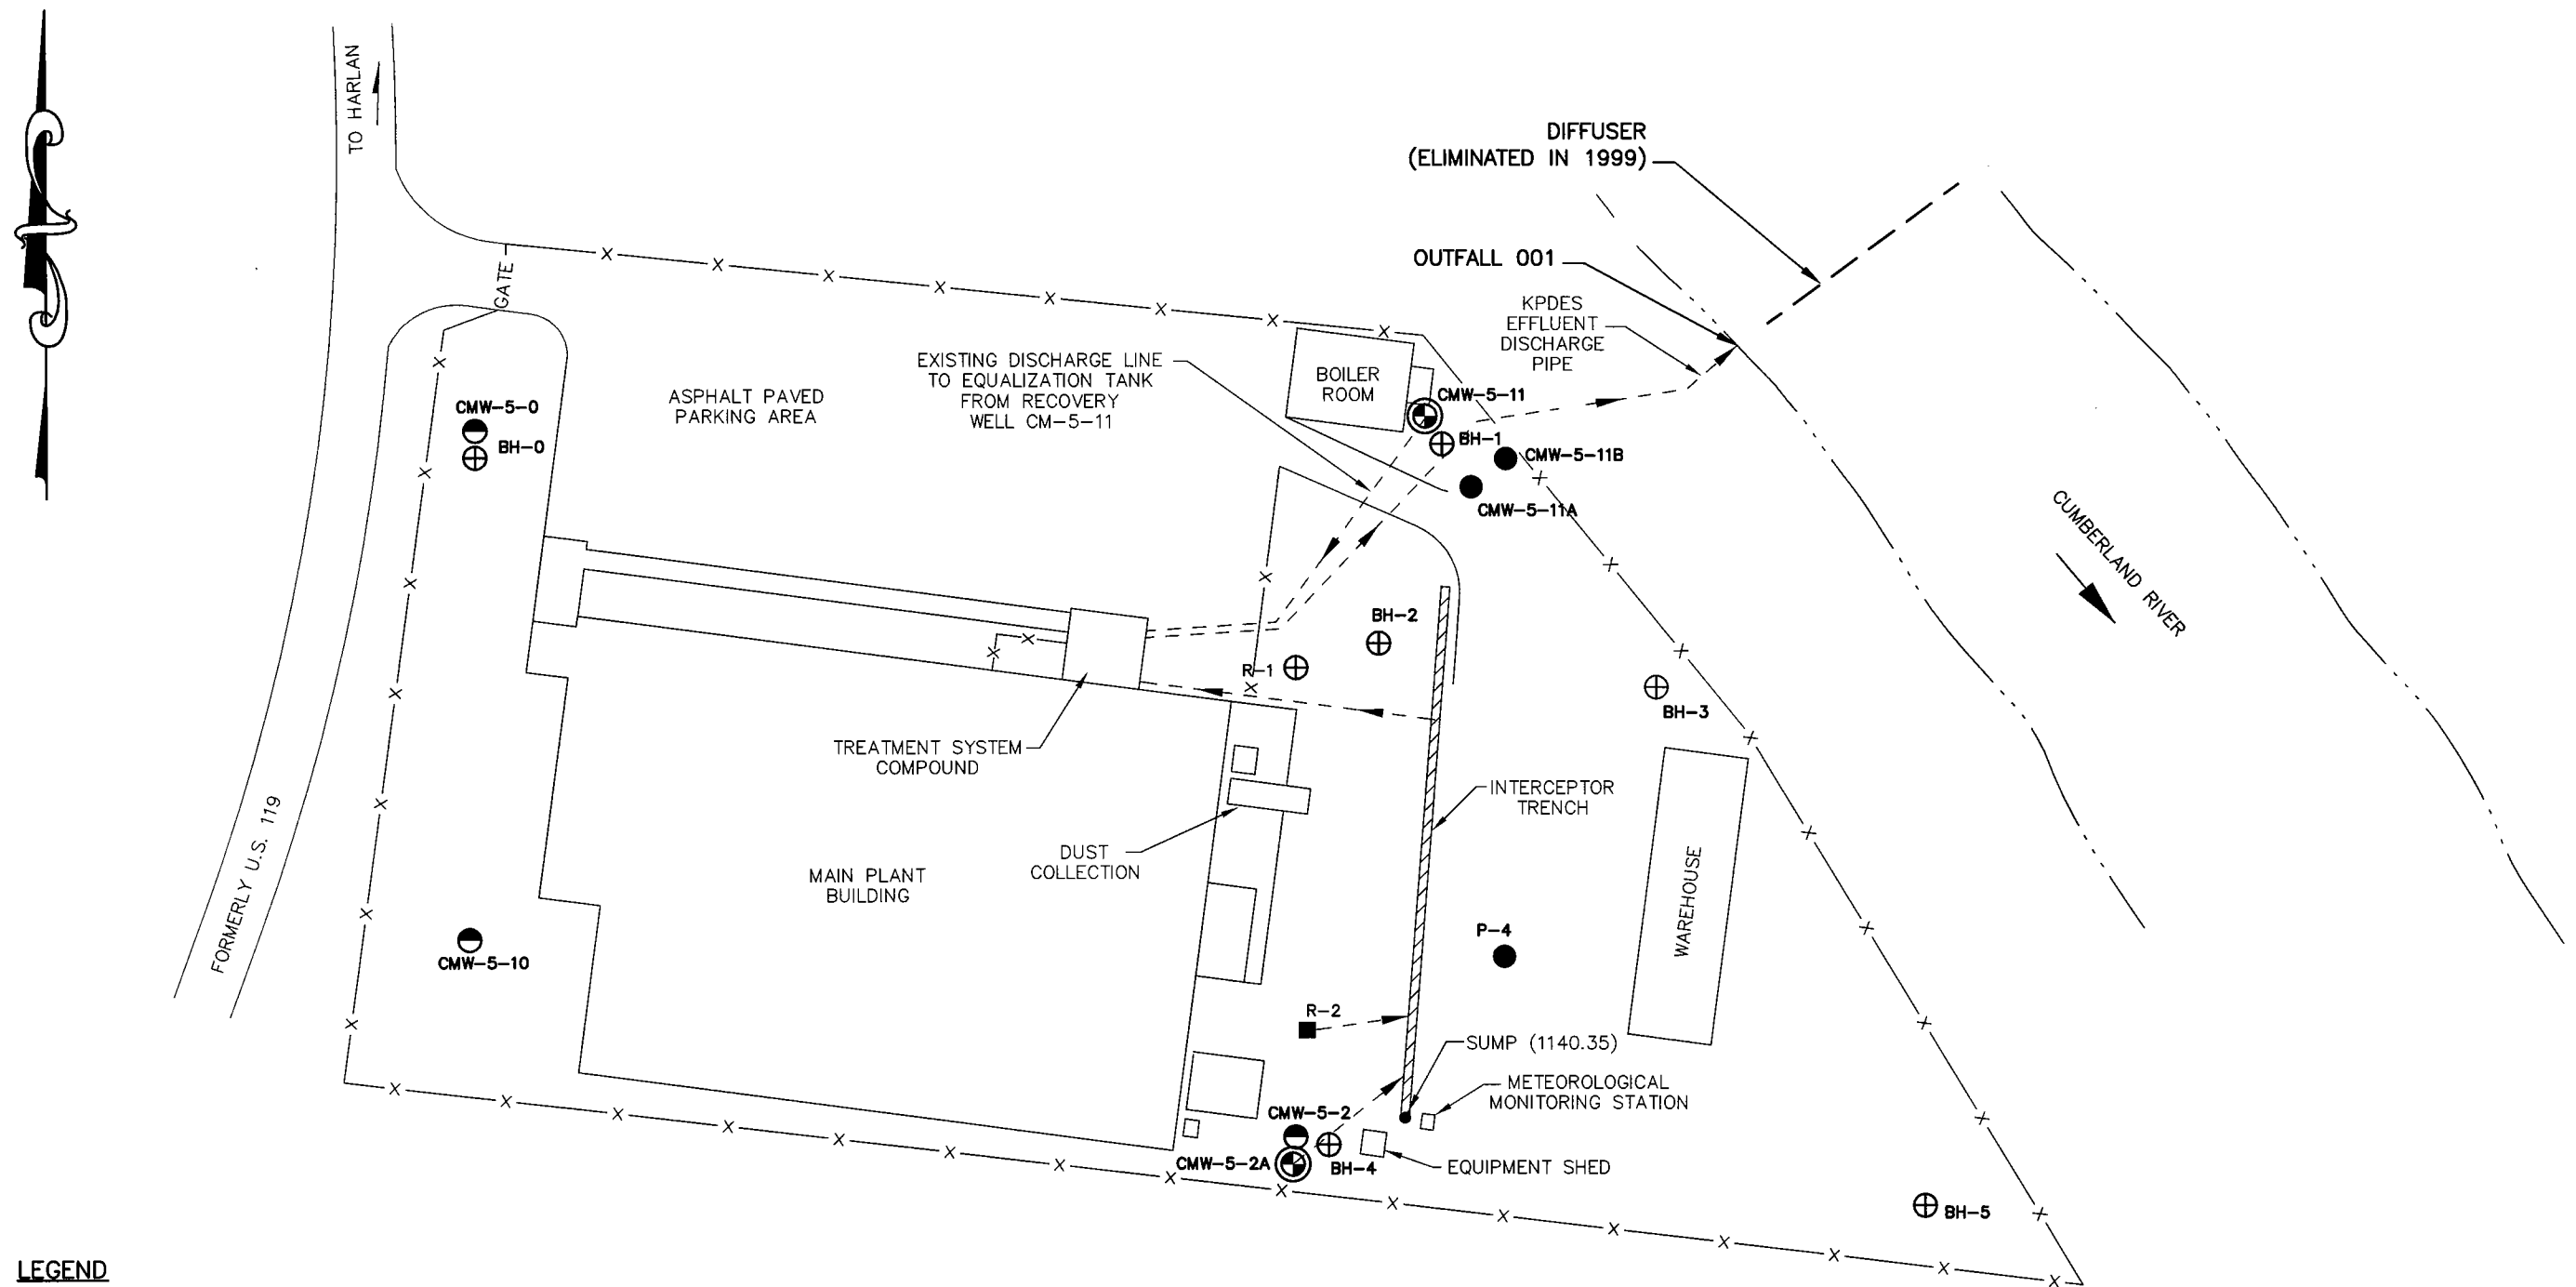 TO HARLAN
DIFFUSER
(ELIMINATED IN 1999)
OUTFALL 001
GATE
KPDES
EFFLUENT
DISCHARGE
PIPE
EXISTING DISCHARGE LINE
TO EQUALIZATION TANK
FROM RECOVERY
WELL CM-5-11
BOILER
ROOM
ASPHALT PAVED
PARKING AREA
CMW-5-11
CMW-5-0
BH-0
BH-1
CMW-5-11B
CMW-5-11A
CUMBERLAND RIVER
BH-2
R-1
BH-3
TREATMENT SYSTEM
COMPOUND
INTERCEPTOR
TRENCH
DUST
COLLECTION
MAIN PLANT
BUILDING
WAREHOUSE
FORMERLY U.S. 119
P-4
CMW-5-10
R-2
SUMP (1140.35)
METEOROLOGICAL
MONITORING STATION
CMW-5-2
CMW-5-2A
BH-4
EQUIPMENT SHED
BH-5
LEGEND